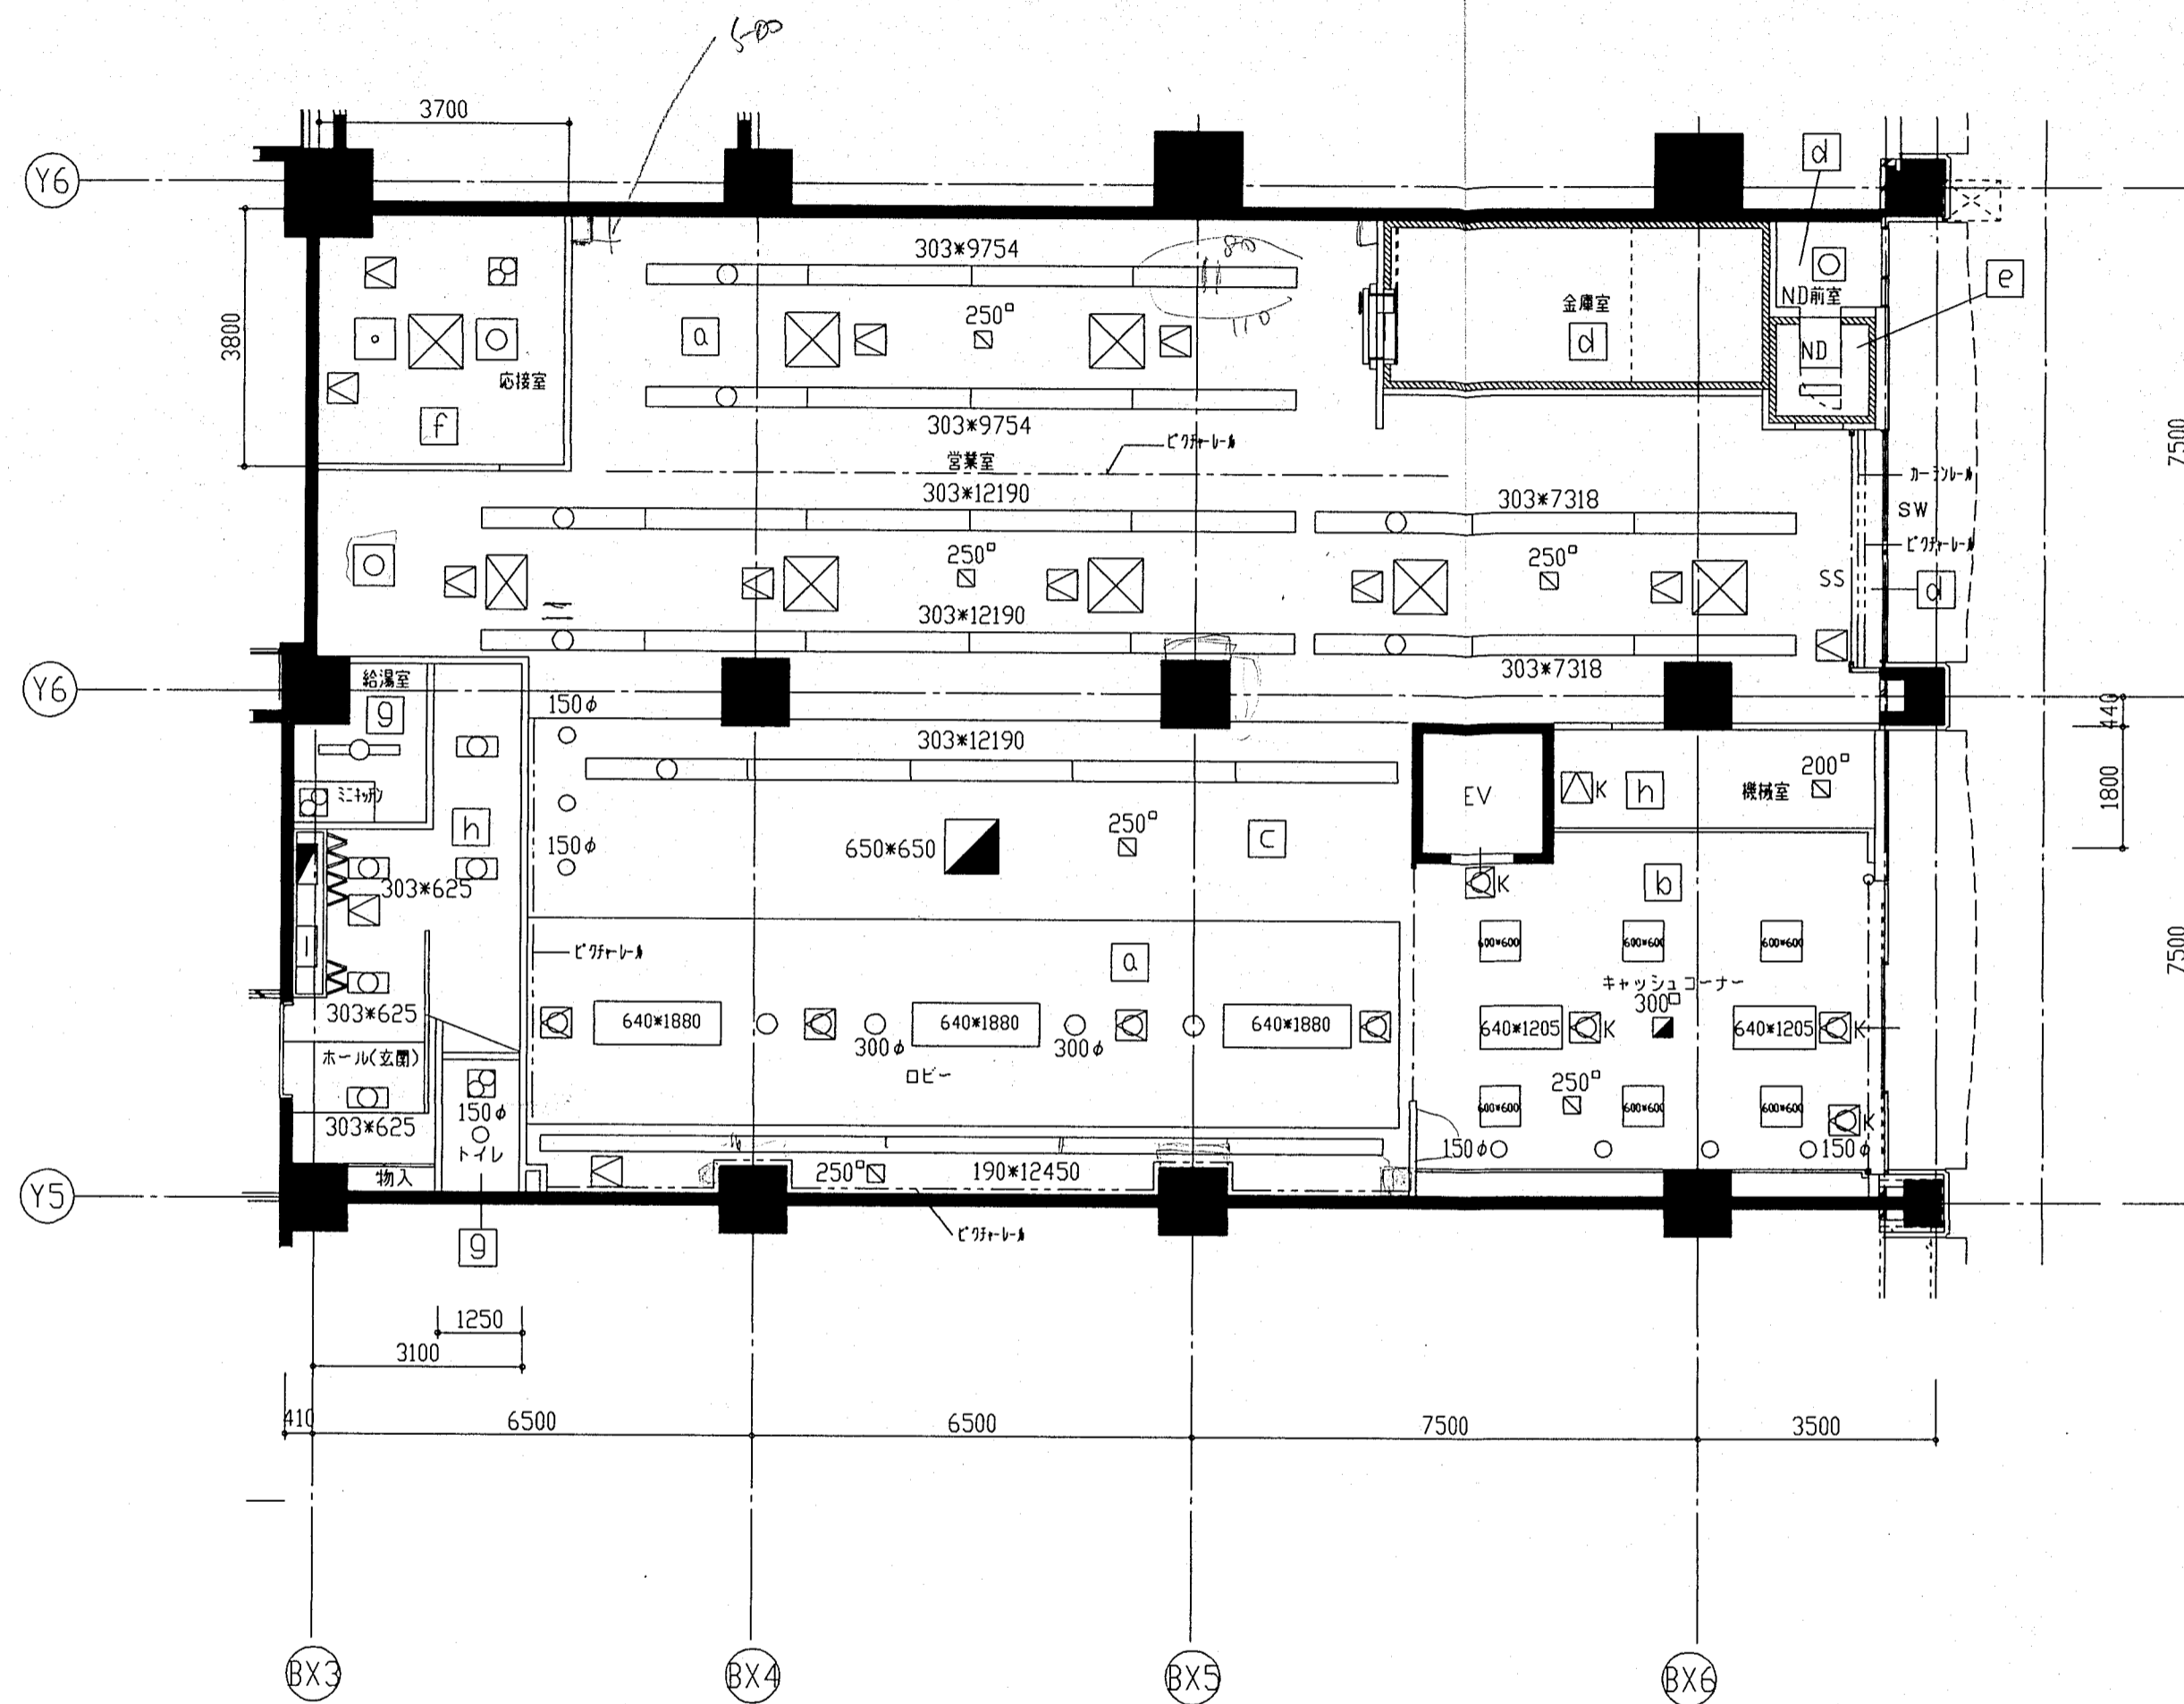 500
3700
Y6
d
303*9754
80
e
ND前室
金庫室
3800
a
250□
110
d
ND
応接室
f
303*9754
ピクチャーレール
7500
営業室
カーテンレール
303*12190
303*7318
SW
250□
250□
ピクチャーレール
SS
d
303*12190
303*7318
Y6
給湯室
g
150φ
440
303*12190
200□
K
h
機械室
EV
ミニキッチン
1800
h
250□
c
650*650
150φ
303*625
K
b
ピクチャーレール
a
600*600
600*600
600*600
7500
キャッシュコーナー
300□
303*625
640*1880
640*1880
640*1880
640*1205
K
640*1205
K
300φ
300φ
ホール(玄関)
ロビー
250□
150φ
600*600
600*600
600*600
K
303*625
トイレ
150φ
150φ
物入
250□
190*12450
Y5
ピクチャーレール
g
1250
3100
410
6500
6500
7500
3500
BX3
BX4
BX5
BX6